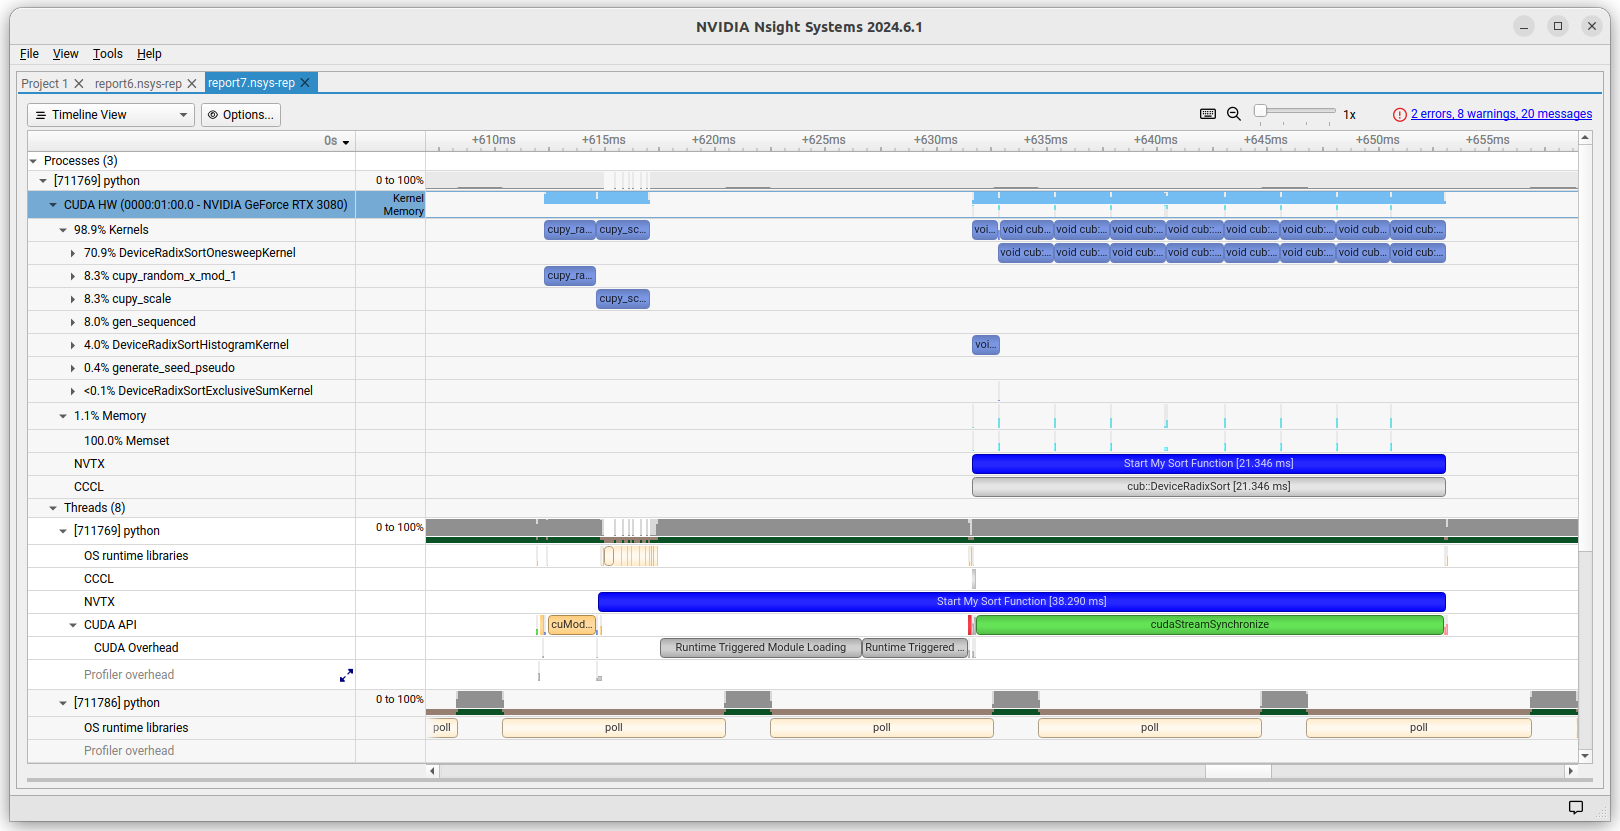 NVIDIA Nsight Systems 2024.6.1
File View Tools Help
Project 1 report6.nsys-rep report7.nsys-rep
Timeline View Options... 1x 2 errors, 8 warnings, 20 messages
0s +610ms +615ms +620ms +625ms +630ms +635ms +640ms +645ms +650ms +655ms
Processes (3)
[711769] python 0 to 100%
CUDA HW (0000:01:00.0 - NVIDIA GeForce RTX 3080) Kernel
Memory
98.9% Kernels cupy_ra... cupy_sc... voi... void cub:... void cub:... void cub:... void cub::... void cub:... void cub:... void cub... void cub:...
70.9% DeviceRadixSortOnesweepKernel void cub:... void cub:... void cub:... void cub::... void cub:... void cub:... void cub... void cub:...
8.3% cupy_random_x_mod_1 cupy_ra...
8.3% cupy_scale cupy_sc...
8.0% gen_sequenced
4.0% DeviceRadixSortHistogramKernel voi...
0.4% generate_seed_pseudo
<0.1% DeviceRadixSortExclusiveSumKernel
1.1% Memory
100.0% Memset
NVTX Start My Sort Function [21.346 ms]
CCCL cub::DeviceRadixSort [21.346 ms]
Threads (8)
[711769] python 0 to 100%
OS runtime libraries
CCCL
NVTX Start My Sort Function [38.290 ms]
CUDA API cuMod... cudaStreamSynchronize
CUDA Overhead Runtime Triggered Module Loading Runtime Triggered ...
Profiler overhead
[711786] python 0 to 100%
OS runtime libraries poll poll poll poll poll
Profiler overhead